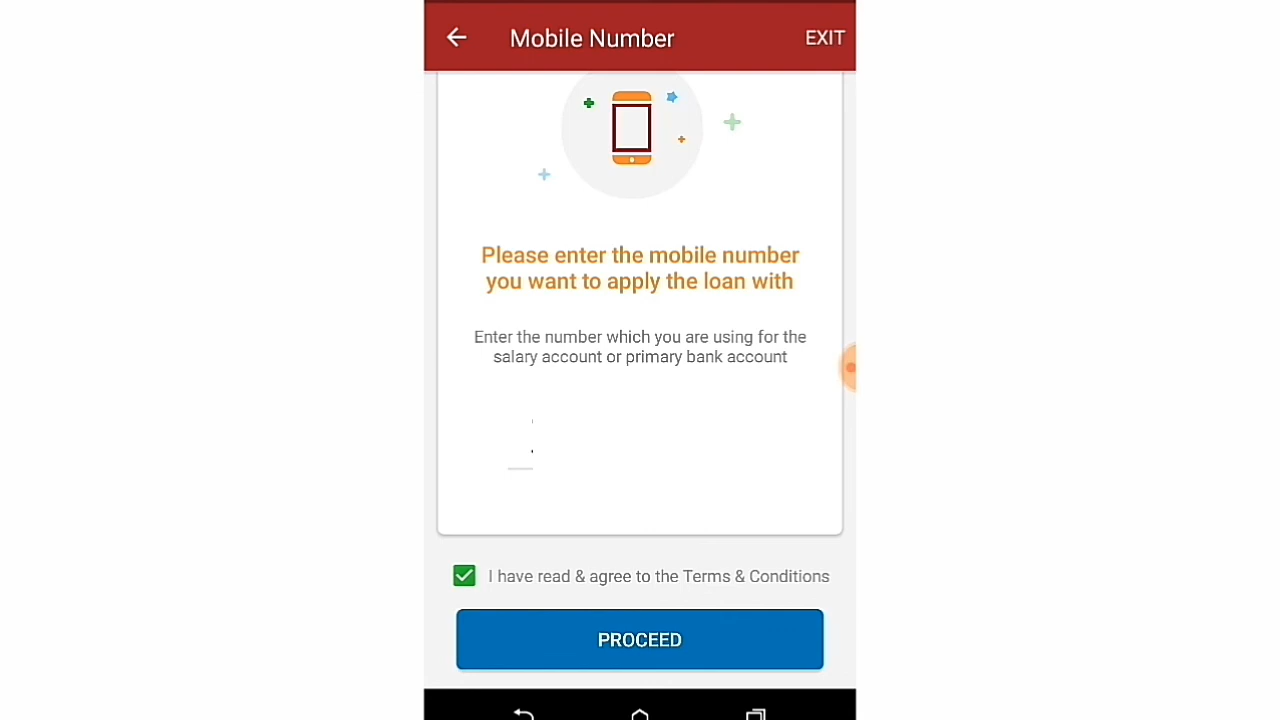 Mobile Number
EXIT
Please enter the mobile number
you want to apply the loan with
Enter the number which you are using for the
salary account or primary bank account
I have read & agree to the Terms & Conditions
PROCEED